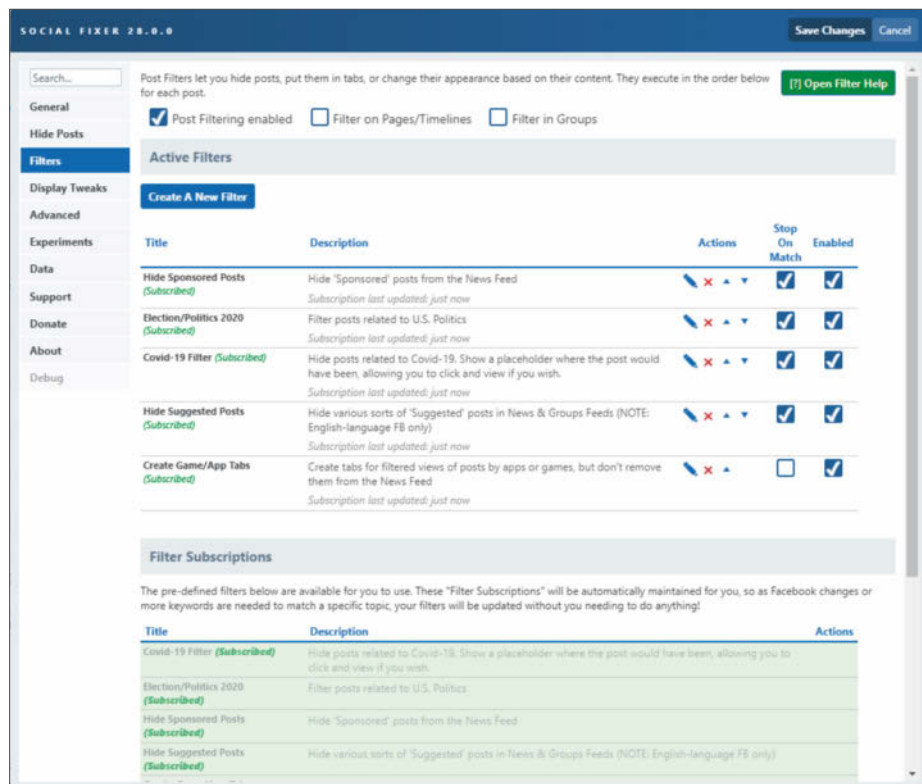 SOCIAL FIXER 28.0.0
Save Changes
Cancel
Search...
General
Hide Posts
Filters
Display Tweaks
Advanced
Experiments
Data
Support
Donate
About
Debug
Post Filters let you hide posts, put them in tabs, or change their appearance based on their content. They execute in the order below
for each post.
[?] Open Filter Help
Post Filtering enabled
Filter on Pages/Timelines
Filter in Groups
Active Filters
Create A New Filter
Title
Description
Actions
Stop
On
Match
Enabled
Hide Sponsored Posts
(Subscribed)
Hide 'Sponsored' posts from the News Feed
Subscription last updated: just now
Election/Politics 2020
(Subscribed)
Filter posts related to U.S. Politics
Subscription last updated: just now
Covid-19 Filter (Subscribed)
Hide posts related to Covid-19. Show a placeholder where the post would
have been, allowing you to click and view if you wish.
Subscription last updated: just now
Hide Suggested Posts
(Subscribed)
Hide various sorts of 'Suggested' posts in News & Groups Feeds (NOTE:
English-language FB only)
Subscription last updated: just now
Create Game/App Tabs
(Subscribed)
Create tabs for filtered views of posts by apps or games, but don't remove
them from the News Feed
Subscription last updated: just now
Filter Subscriptions
The pre-defined filters below are available for you to use. These "Filter Subscriptions" will be automatically maintained for you, so as Facebook changes or
more keywords are needed to match a specific topic, your filters will be updated without you needing to do anything!
Title
Description
Actions
Covid-19 Filter (Subscribed)
Hide posts related to Covid-19. Show a placeholder where the post would have been, allowing you to
click and view if you wish.
Election/Politics 2020
(Subscribed)
Filter posts related to U.S. Politics
Hide Sponsored Posts
(Subscribed)
Hide 'Sponsored' posts from the News Feed
Hide Suggested Posts
(Subscribed)
Hide various sorts of 'Suggested' posts in News & Groups Feeds (NOTE: English-language FB only)